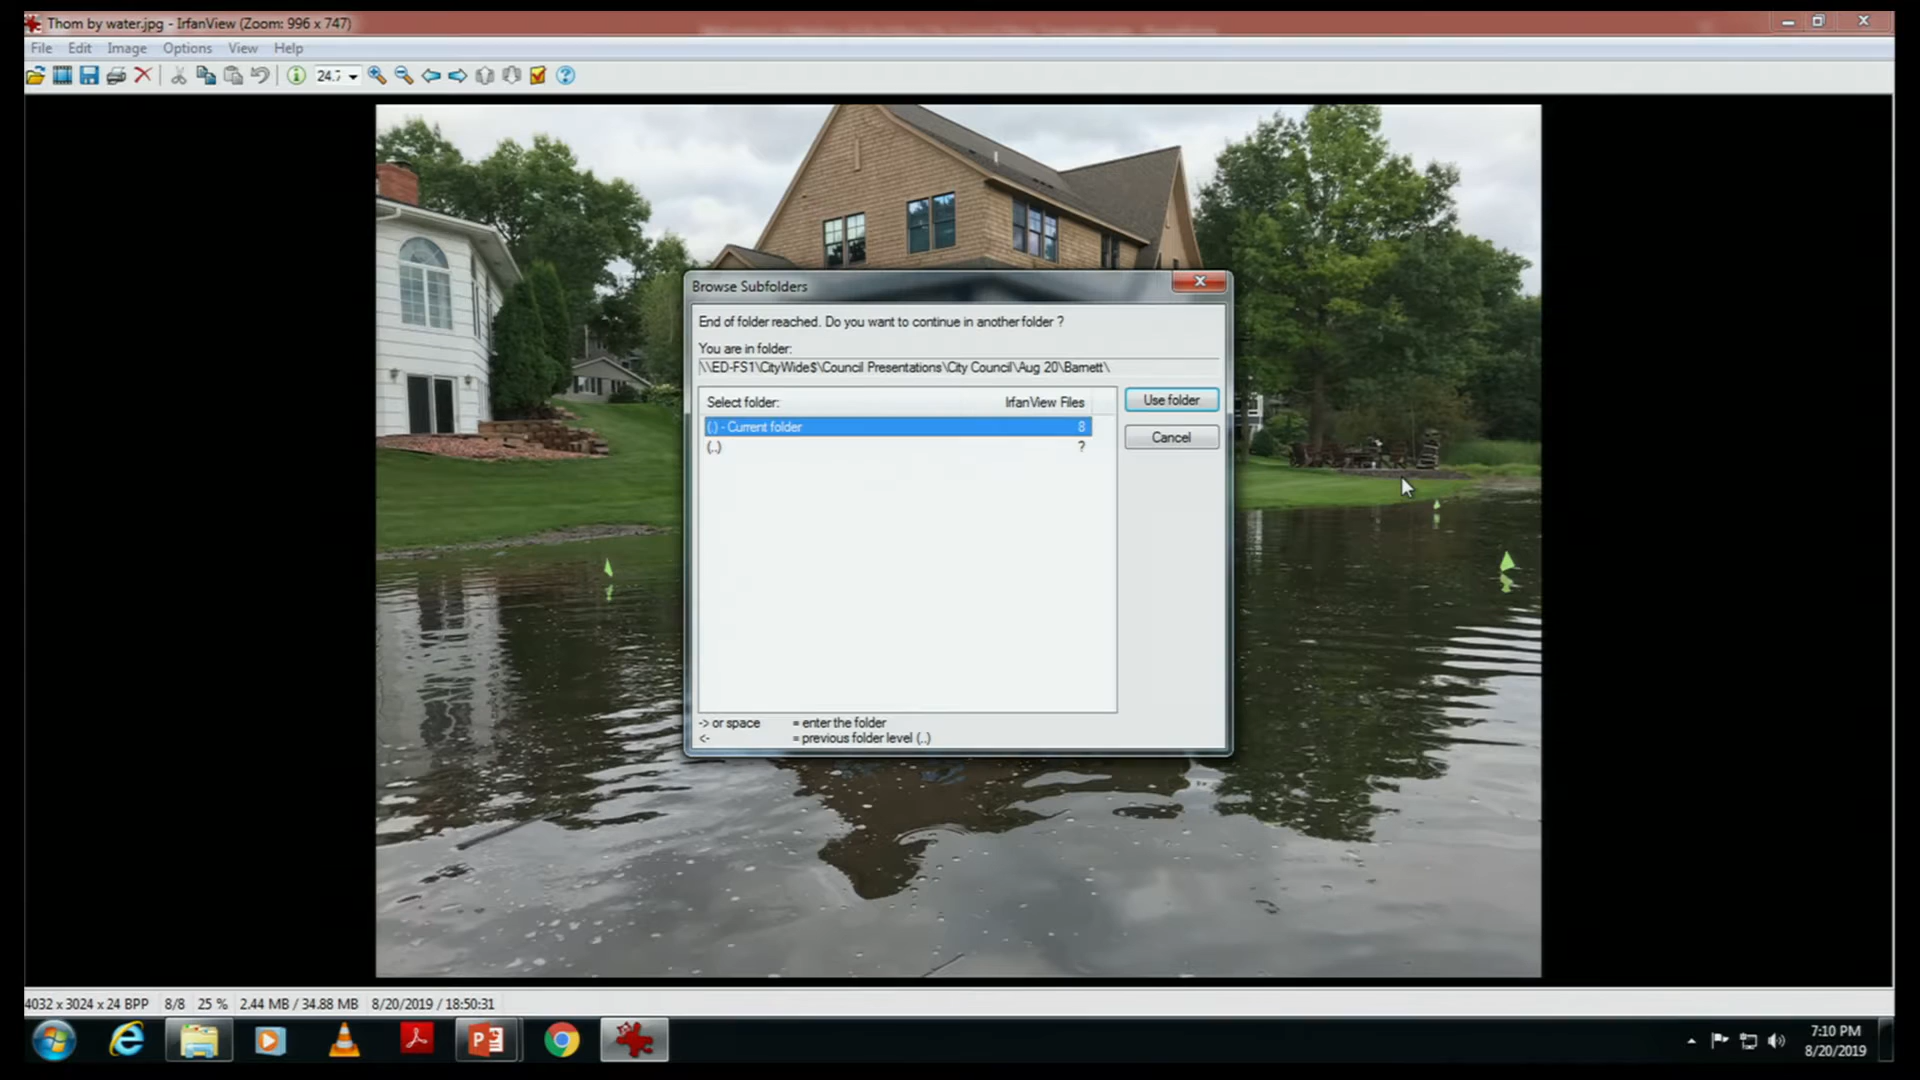 Thom by water.jpg - IrfanView (Zoom: 996 x 747)
File Edit Image Options View Help
24.7
Browse Subfolders
End of folder reached. Do you want to continue in another folder ?
You are in folder:
\\ED-FS1\CityWide$\Council Presentations\City Council\Aug 20\Barnett\
Select folder: IrfanView Files
(.) - Current folder 8
(..) ?
Use folder
Cancel
-> or space = enter the folder
<- = previous folder level (..)
4032 x 3024 x 24 BPP 8/8 25 % 2.44 MB / 34.88 MB 8/20/2019 / 18:50:31
7:10 PM
8/20/2019